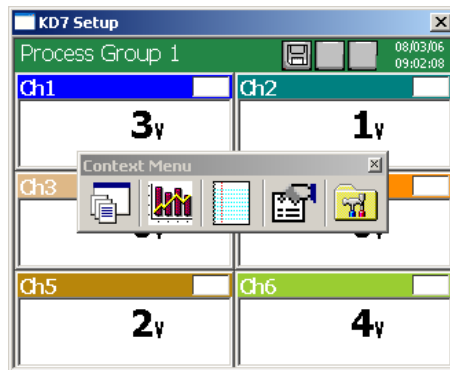 KD7 Setup
Process Group 1
08/03/06
09:02:08
Ch1
Ch2
3V
1V
Context Menu
Ch3
Ch5
Ch6
2V
4V